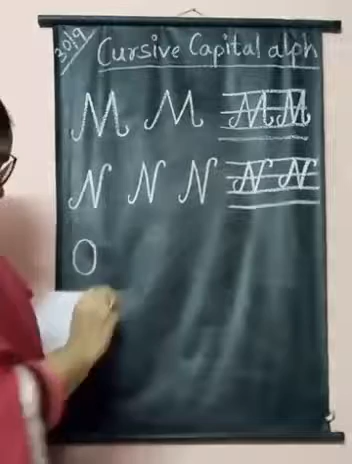 30/9
Cursive Capital alph
M M M M
N N N N N
O